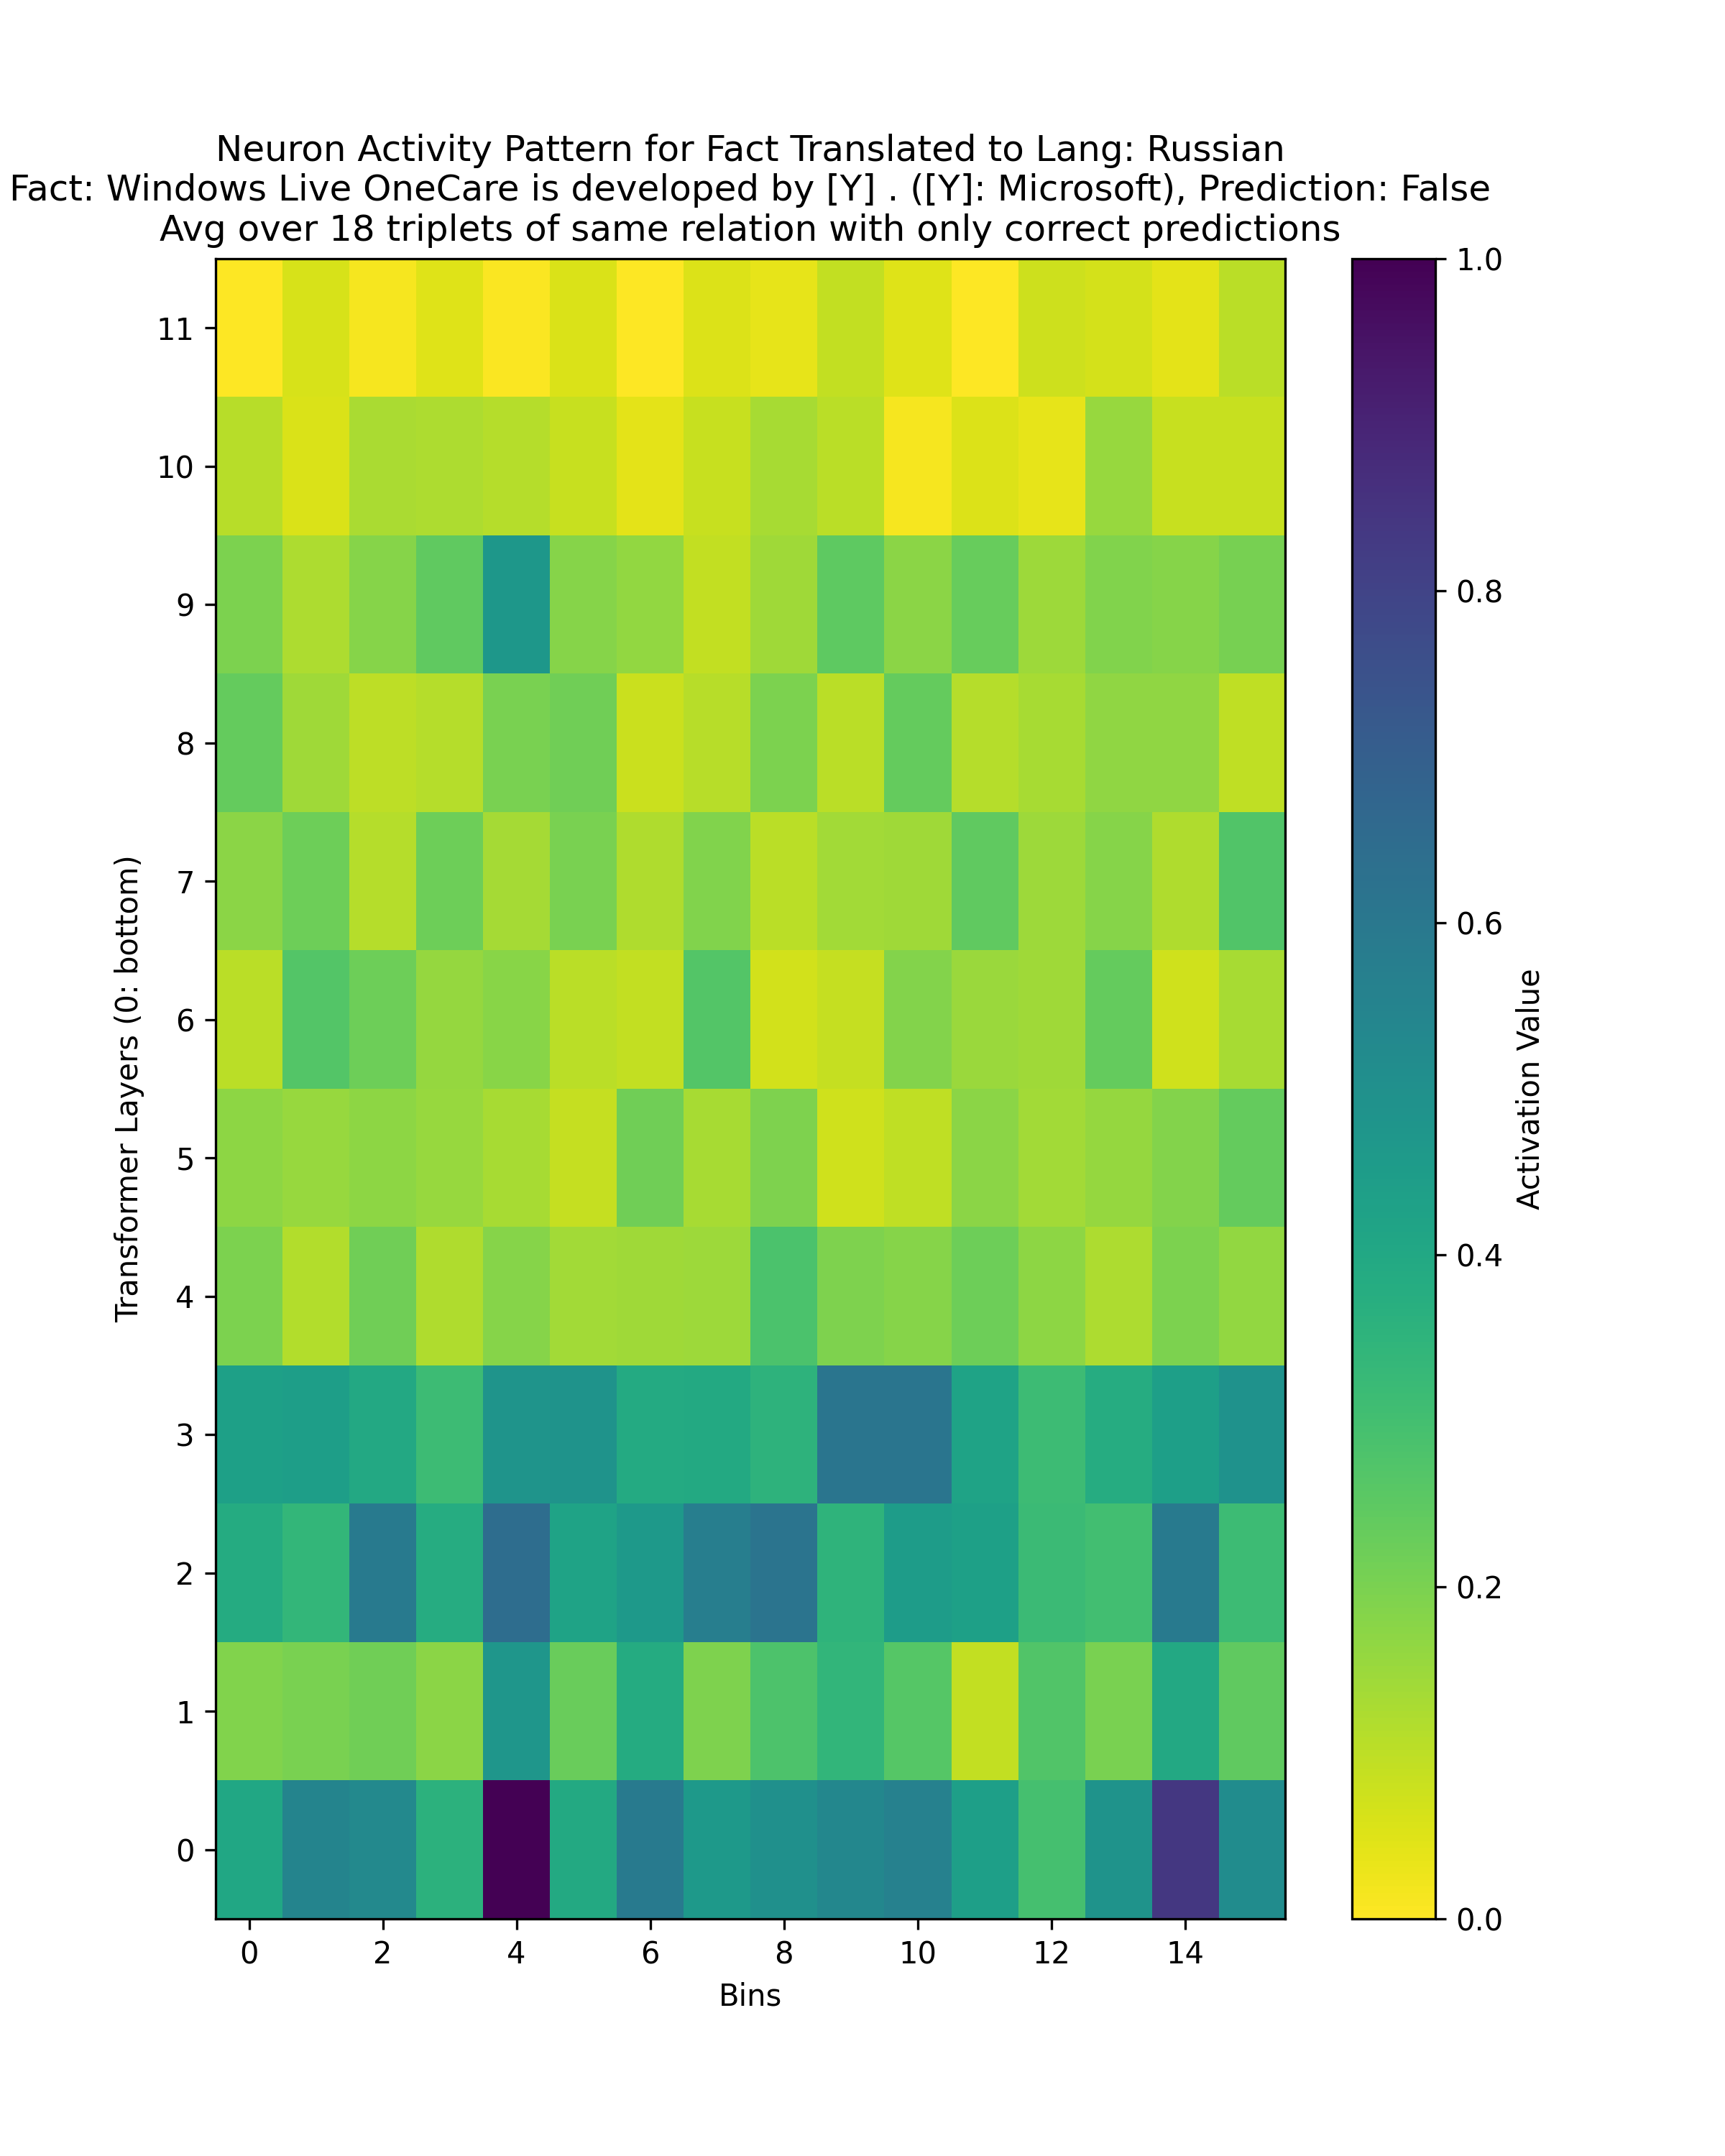 Neuron Activity Pattern for Fact Translated to Lang: Russian
Fact: Windows Live OneCare is developed by [Y] . ([Y]: Microsoft), Prediction: False
Avg over 18 triplets of same relation with only correct predictions
11
10
9
8
7
6
5
4
3
2
1
0
Transformer Layers (0: bottom)
0 2 4 6 8 10 12 14
Bins
1.0
0.8
0.6
0.4
0.2
0.0
Activation Value